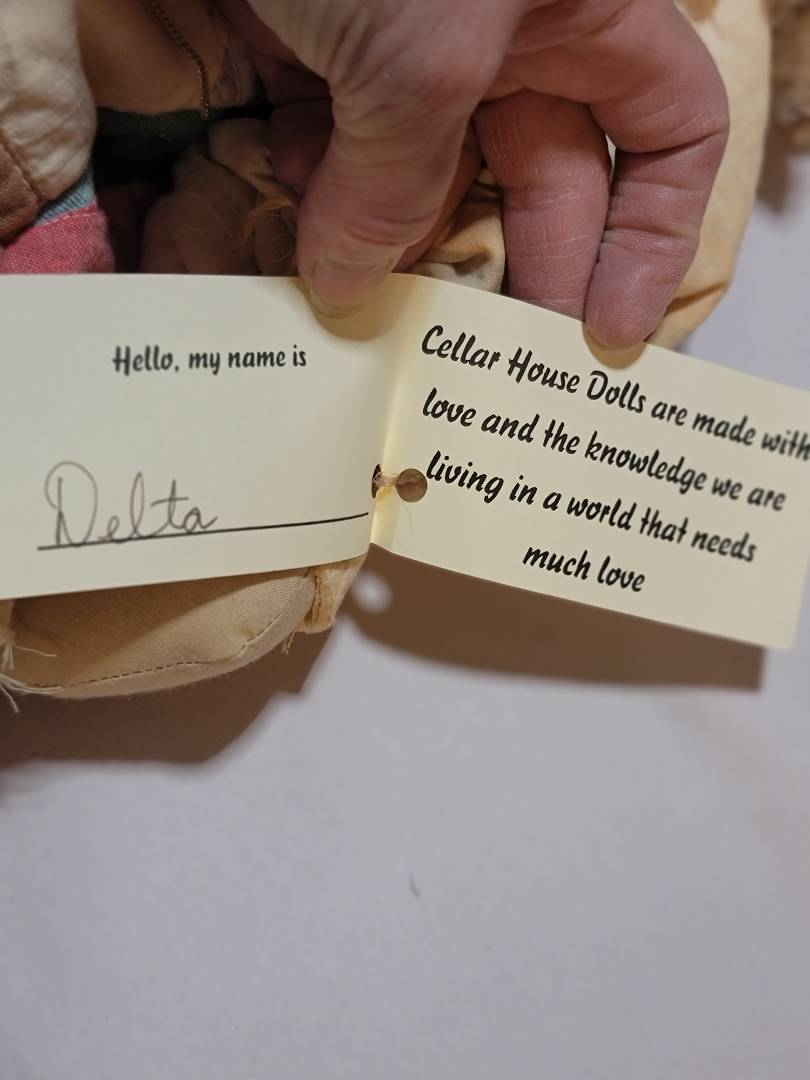 Hello, my name is
Delta
Cellar House Dolls are made with
love and the knowledge we are
living in a world that needs
much love